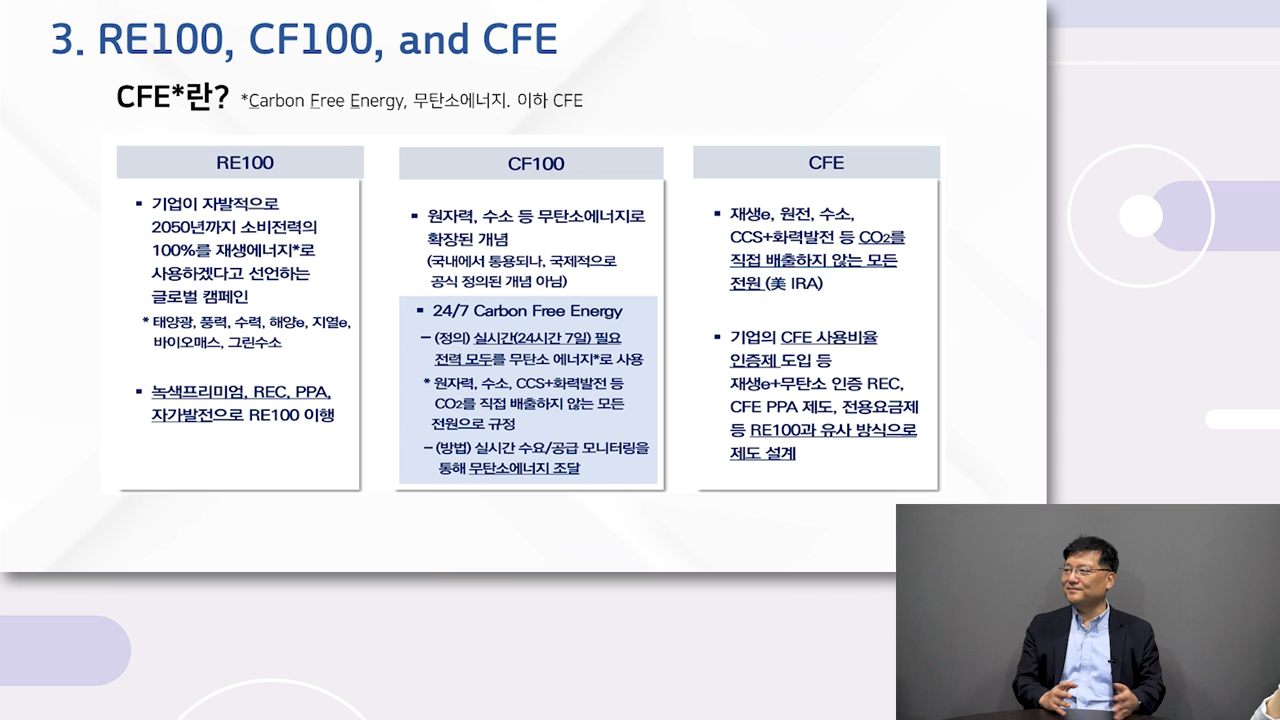 3. RE100, CF100, and CFE
CFE*란? *Carbon Free Energy, 무탄소에너지. 이하 CFE
RE100
▪ 기업이 자발적으로
2050년까지 소비전력의
100%를 재생에너지*로
사용하겠다고 선언하는
글로벌 캠페인
* 태양광, 풍력, 수력, 해양e, 지열e,
바이오매스, 그린수소
▪ 녹색프리미엄, REC, PPA,
자가발전으로 RE100 이행
CF100
▪ 원자력, 수소 등 무탄소에너지로
확장된 개념
(국내에서 통용되나, 국제적으로
공식 정의된 개념 아님)
▪ 24/7 Carbon Free Energy
– (정의) 실시간(24시간 7일) 필요
전력 모두를 무탄소 에너지*로 사용
* 원자력, 수소, CCS+화력발전 등
CO2를 직접 배출하지 않는 모든
전원으로 규정
– (방법) 실시간 수요/공급 모니터링을
통해 무탄소에너지 조달
CFE
▪ 재생e, 원전, 수소,
CCS+화력발전 등 CO2를
직접 배출하지 않는 모든
전원 (美 IRA)
▪ 기업의 CFE 사용비율
인증제 도입 등
재생e+무탄소 인증 REC,
CFE PPA 제도, 전용요금제
등 RE100과 유사 방식으로
제도 설계